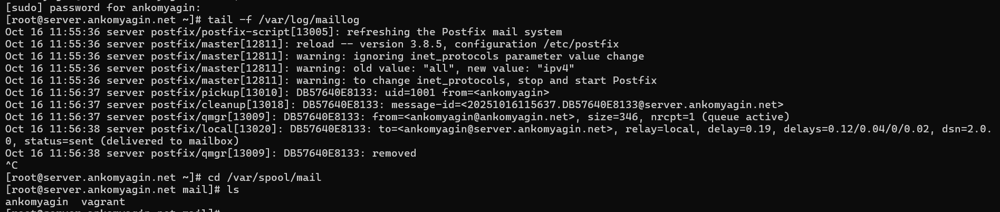 [sudo] password for ankomyagin:
[root@server.ankomyagin.net ~]# tail -f /var/log/maillog
Oct 16 11:55:36 server postfix/postfix-script[13005]: refreshing the Postfix mail system
Oct 16 11:55:36 server postfix/master[12811]: reload -- version 3.8.5, configuration /etc/postfix
Oct 16 11:55:36 server postfix/master[12811]: warning: ignoring inet_protocols parameter value change
Oct 16 11:55:36 server postfix/master[12811]: warning: old value: "all", new value: "ipv4"
Oct 16 11:55:36 server postfix/master[12811]: warning: to change inet_protocols, stop and start Postfix
Oct 16 11:56:37 server postfix/pickup[13010]: DB57640E8133: uid=1001 from=<ankomyagin>
Oct 16 11:56:37 server postfix/cleanup[13018]: DB57640E8133: message-id=<20251016115637.DB57640E8133@server.ankomyagin.net>
Oct 16 11:56:37 server postfix/qmgr[13009]: DB57640E8133: from=<ankomyagin@ankomyagin.net>, size=346, nrcpt=1 (queue active)
Oct 16 11:56:38 server postfix/local[13020]: DB57640E8133: to=<ankomyagin@server.ankomyagin.net>, relay=local, delay=0.19, delays=0.12/0.04/0/0.02, dsn=2.0.
0, status=sent (delivered to mailbox)
Oct 16 11:56:38 server postfix/qmgr[13009]: DB57640E8133: removed
^C
[root@server.ankomyagin.net ~]# cd /var/spool/mail
[root@server.ankomyagin.net mail]# ls
ankomyagin  vagrant
[root@server.ankomyagin.net mail]#